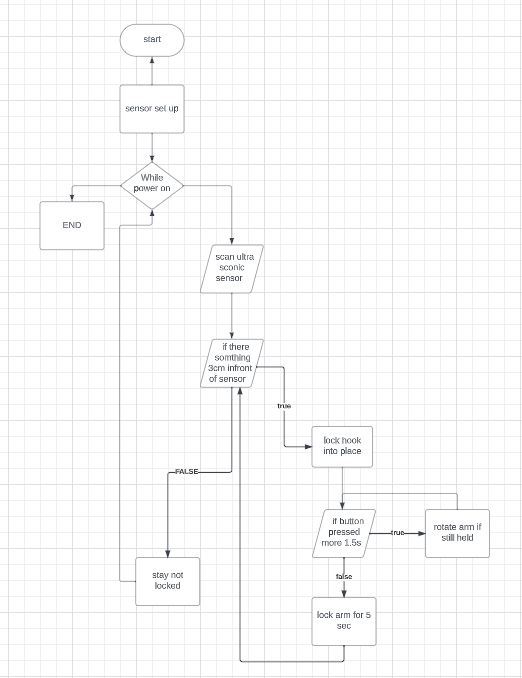 start
sensor set up
While
power on
END
scan ultra
sconic
sensor
if there
somthing
3cm infront
of sensor
true
lock hook
into place
FALSE
if button
pressed
more 1.5s
true
rotate arm if
still held
false
stay not
locked
lock arm for 5
sec